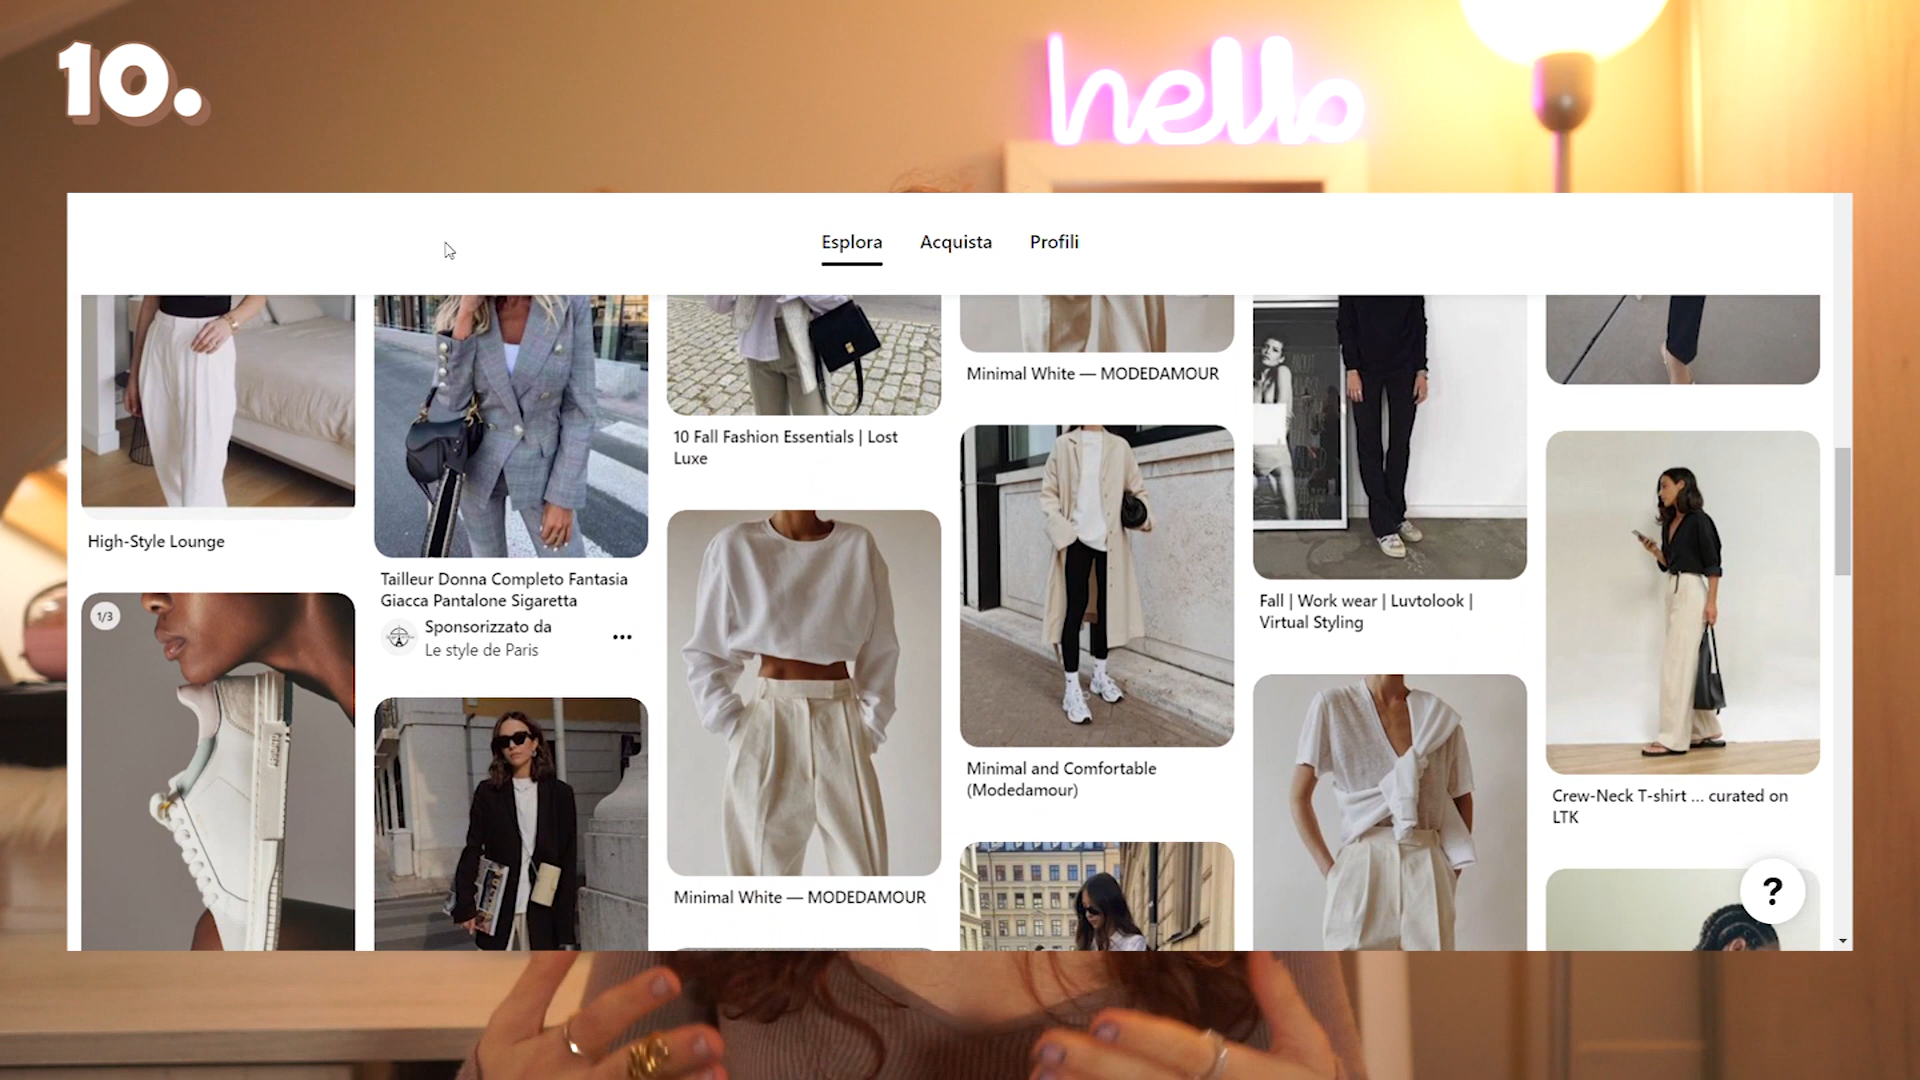 10.
hello
Esplora Acquista Profili
High-Style Lounge
1/3
Tailleur Donna Completo Fantasia
Giacca Pantalone Sigaretta
Sponsorizzato da
Le style de Paris
10 Fall Fashion Essentials | Lost
Luxe
Minimal White — MODEDAMOUR
Minimal White — MODEDAMOUR
Minimal and Comfortable
(Modedamour)
Fall | Work wear | Luvtolook |
Virtual Styling
Crew-Neck T-shirt ... curated on
LTK
?